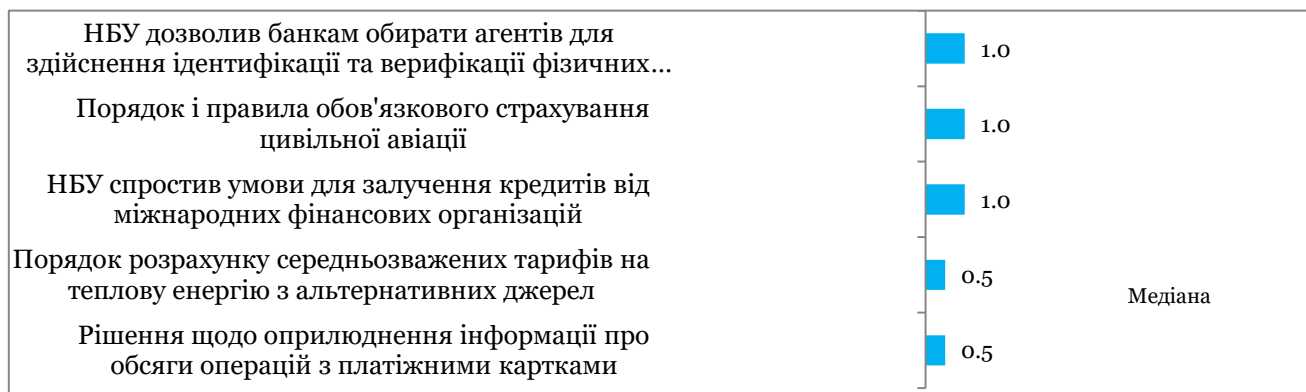 НБУ дозволив банкам обирати агентів для
здійснення ідентифікації та верифікації фізичних...
1.0
Порядок і правила обов'язкового страхування
цивільної авіації
1.0
НБУ спростив умови для залучення кредитів від
міжнародних фінансових організацій
1.0
Порядок розрахунку середньозважених тарифів на
теплову енергію з альтернативних джерел
0.5
Медіана
Рішення щодо оприлюднення інформації про
обсяги операцій з платіжними картками
0.5